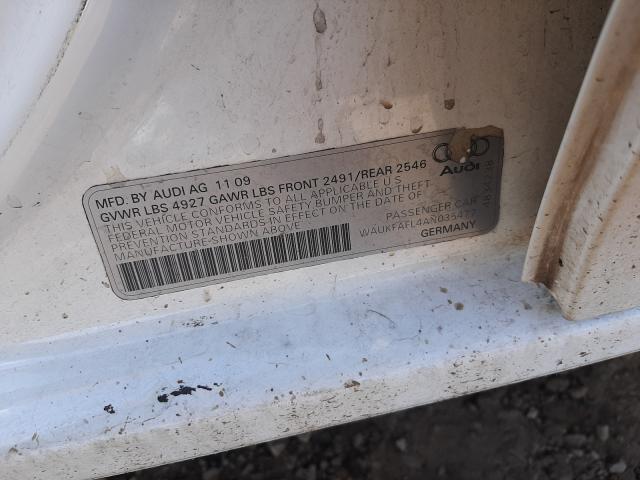 MFD. BY AUDI AG 11 09
GVWR LBS 4927 GAWR LBS FRONT 2491/REAR 2546
THIS VEHICLE CONFORMS TO ALL APPLICABLE U.S.
FEDERAL MOTOR VEHICLE SAFETY BUMPER AND THEFT
PREVENTION STANDARDS IN EFFECT ON THE DATE OF
MANUFACTURE-SHOWN ABOVE
PASSENGER CAR
WAUKFAFL4AN035477
GERMANY
Audi